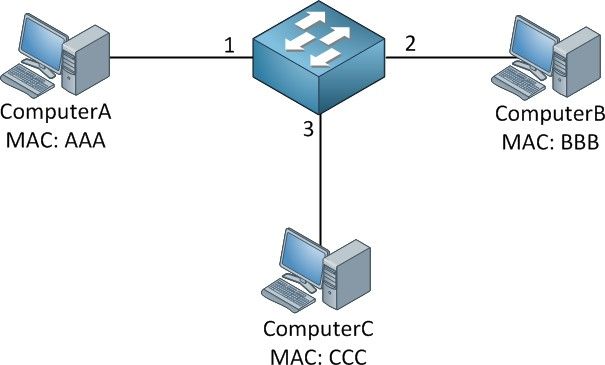 1
2
ComputerA
MAC: AAA
ComputerB
MAC: BBB
3
ComputerC
MAC: CCC